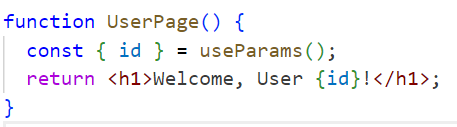 function UserPage() {
  const { id } = useParams();
  return <h1>Welcome, User {id}!</h1>;
}